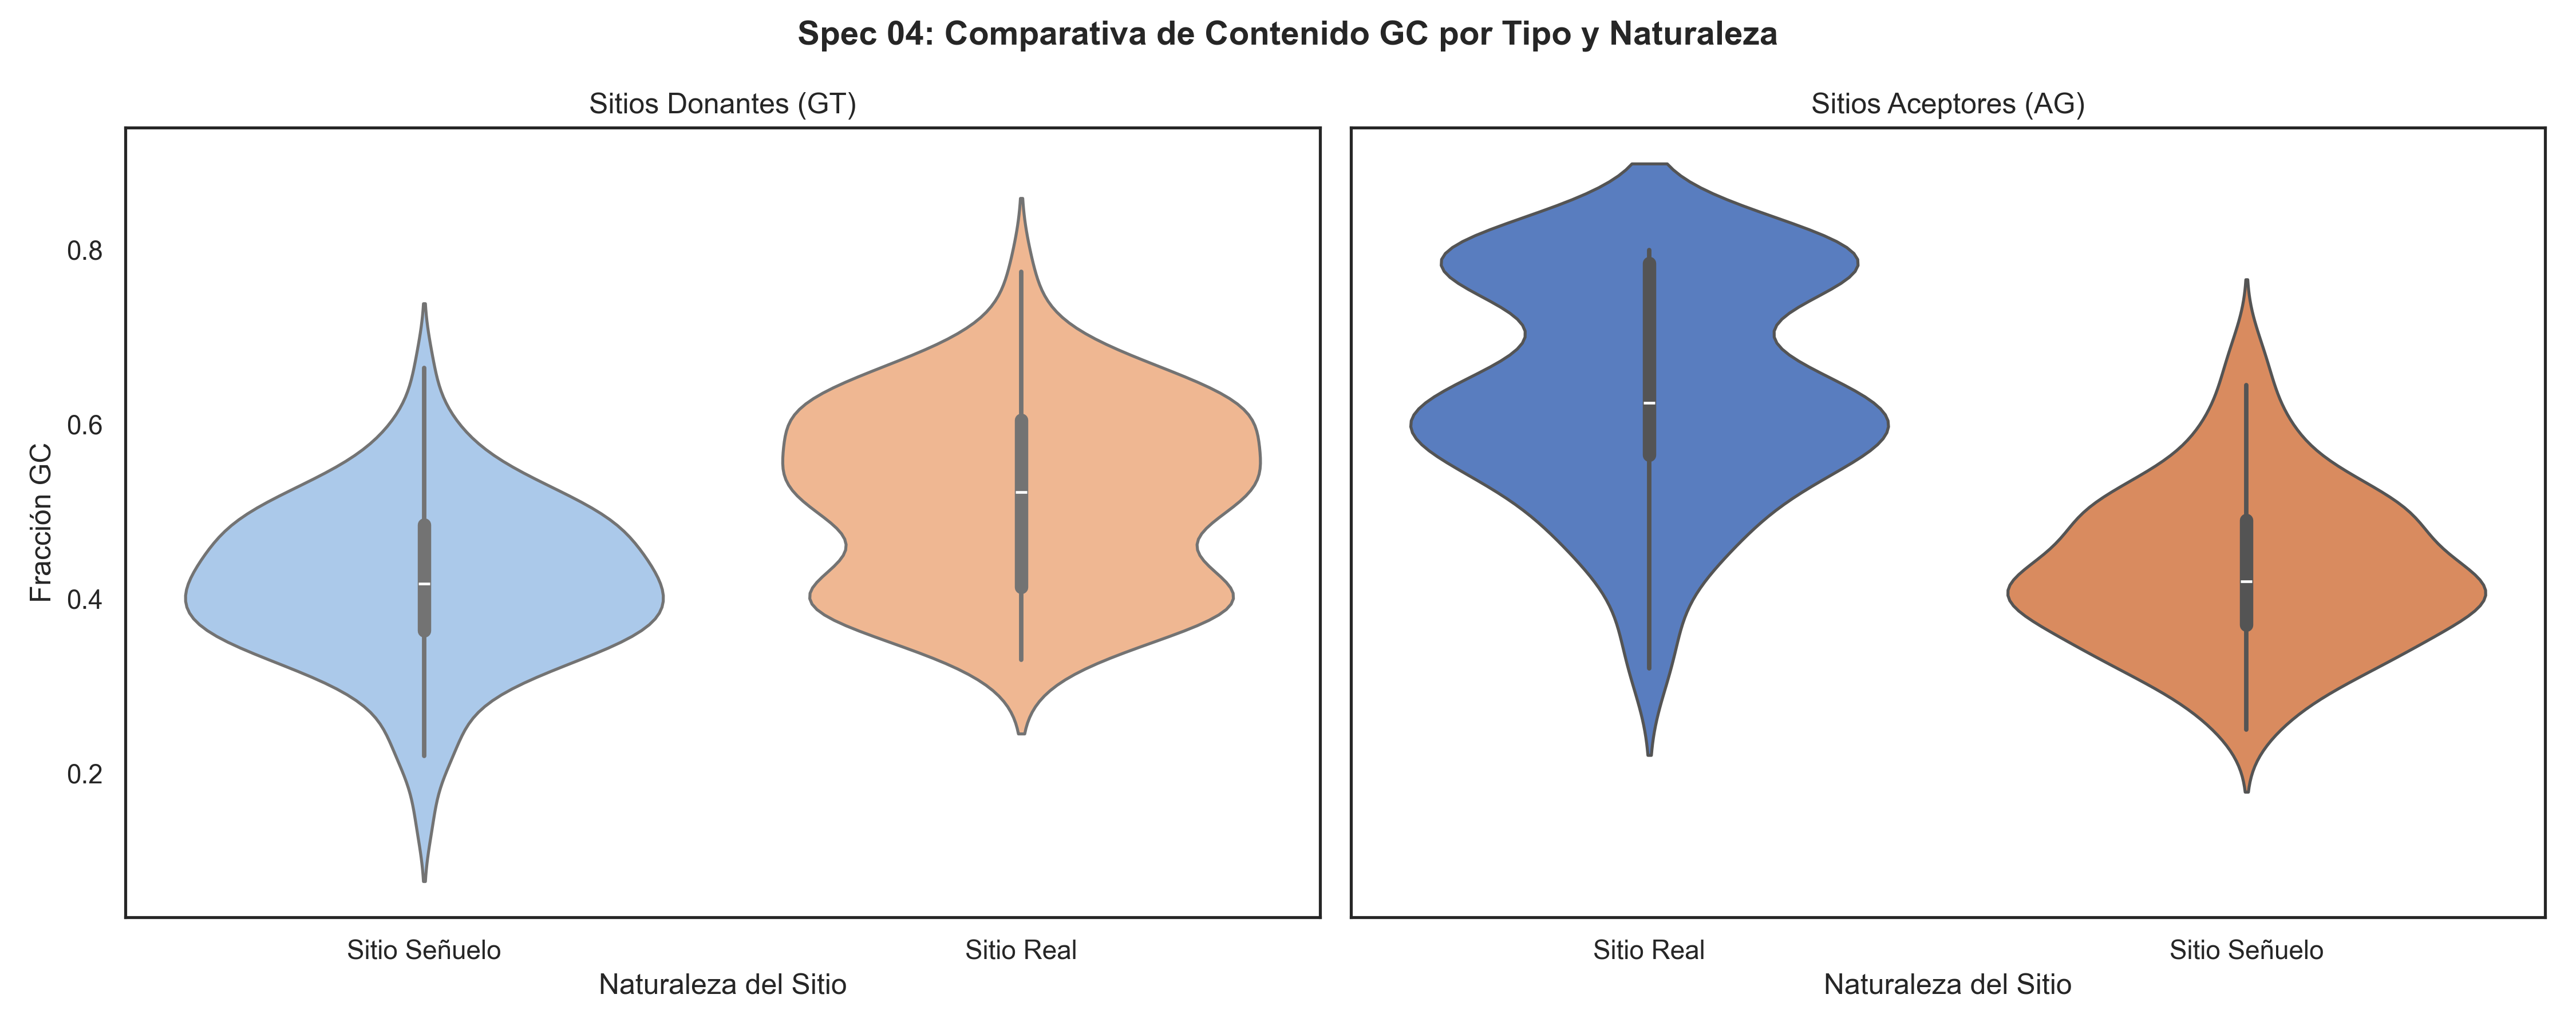 Spec 04: Comparativa de Contenido GC por Tipo y Naturaleza
Sitios Donantes (GT)
Sitios Aceptores (AG)
Fracción GC
0.8
0.6
0.4
0.2
Sitio Señuelo
Sitio Real
Naturaleza del Sitio
Sitio Real
Sitio Señuelo
Naturaleza del Sitio